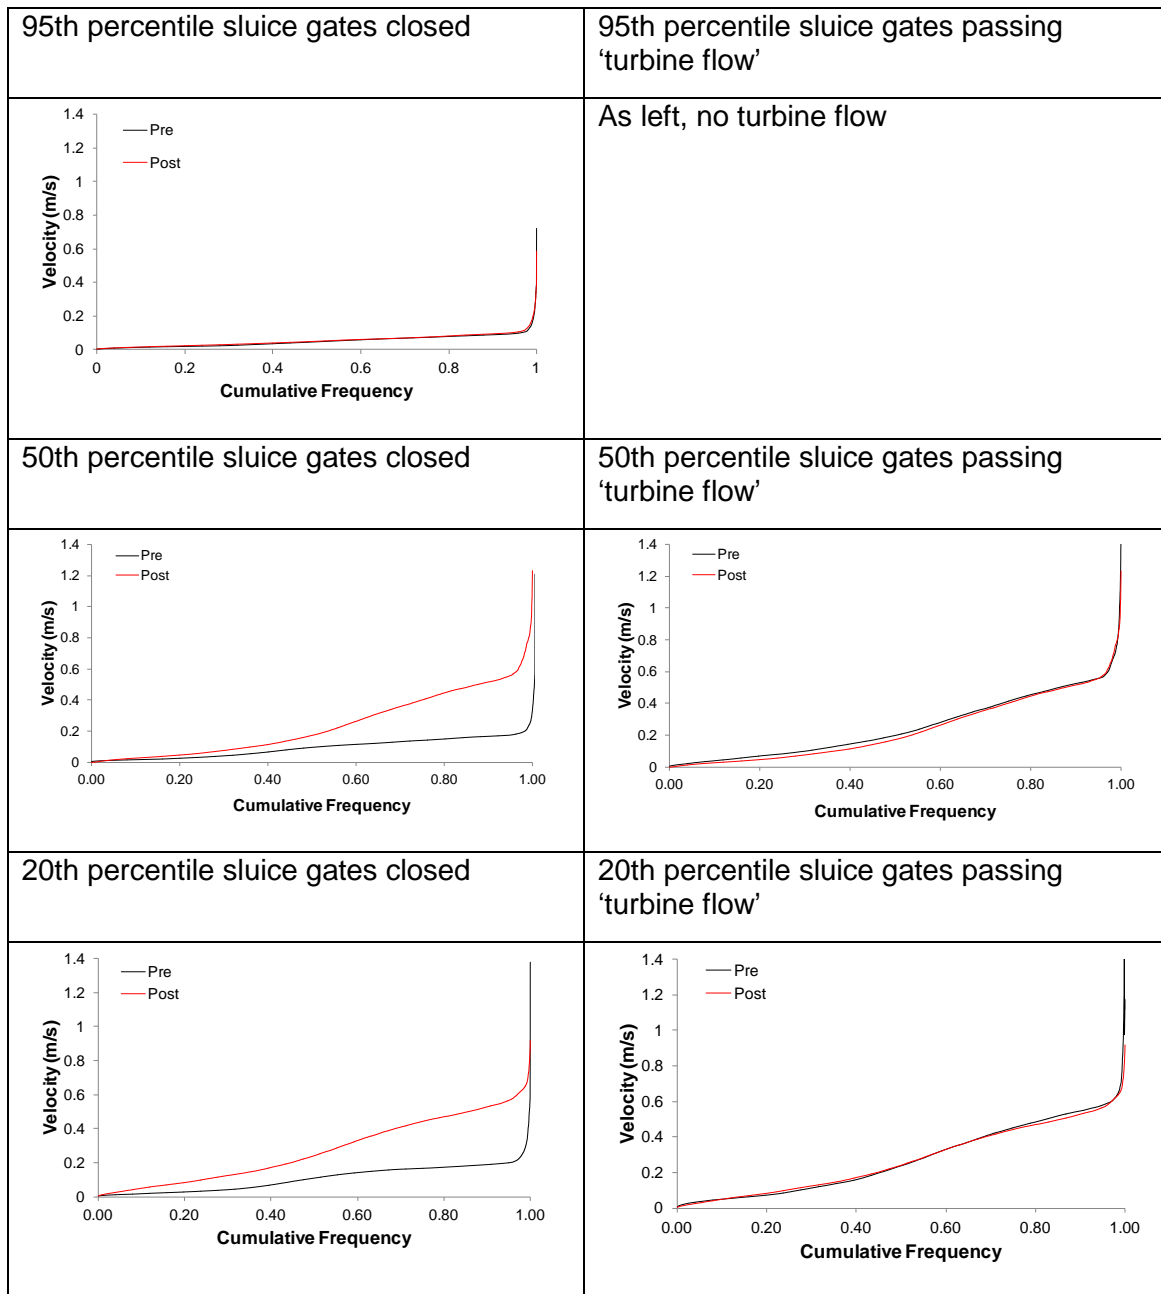 95th percentile sluice gates closed
95th percentile sluice gates passing
‘turbine flow’
1.4
1.2
1
0.8
0.6
0.4
0.2
0
Velocity (m/s)
Pre
Post
0
0.2
0.4
0.6
0.8
1
Cumulative Frequency
As left, no turbine flow
50th percentile sluice gates closed
50th percentile sluice gates passing
‘turbine flow’
1.4
1.2
1
0.8
0.6
0.4
0.2
0
Velocity (m/s)
Pre
Post
0.00
0.20
0.40
0.60
0.80
1.00
Cumulative Frequency
1.4
1.2
1
0.8
0.6
0.4
0.2
0
Velocity (m/s)
Pre
Post
0.00
0.20
0.40
0.60
0.80
1.00
Cumulative Frequency
20th percentile sluice gates closed
20th percentile sluice gates passing
‘turbine flow’
1.4
1.2
1
0.8
0.6
0.4
0.2
0
Velocity (m/s)
Pre
Post
0.00
0.20
0.40
0.60
0.80
1.00
Cumulative Frequency
1.4
1.2
1
0.8
0.6
0.4
0.2
0
Velocity (m/s)
Pre
Post
0.00
0.20
0.40
0.60
0.80
1.00
Cumulative Frequency